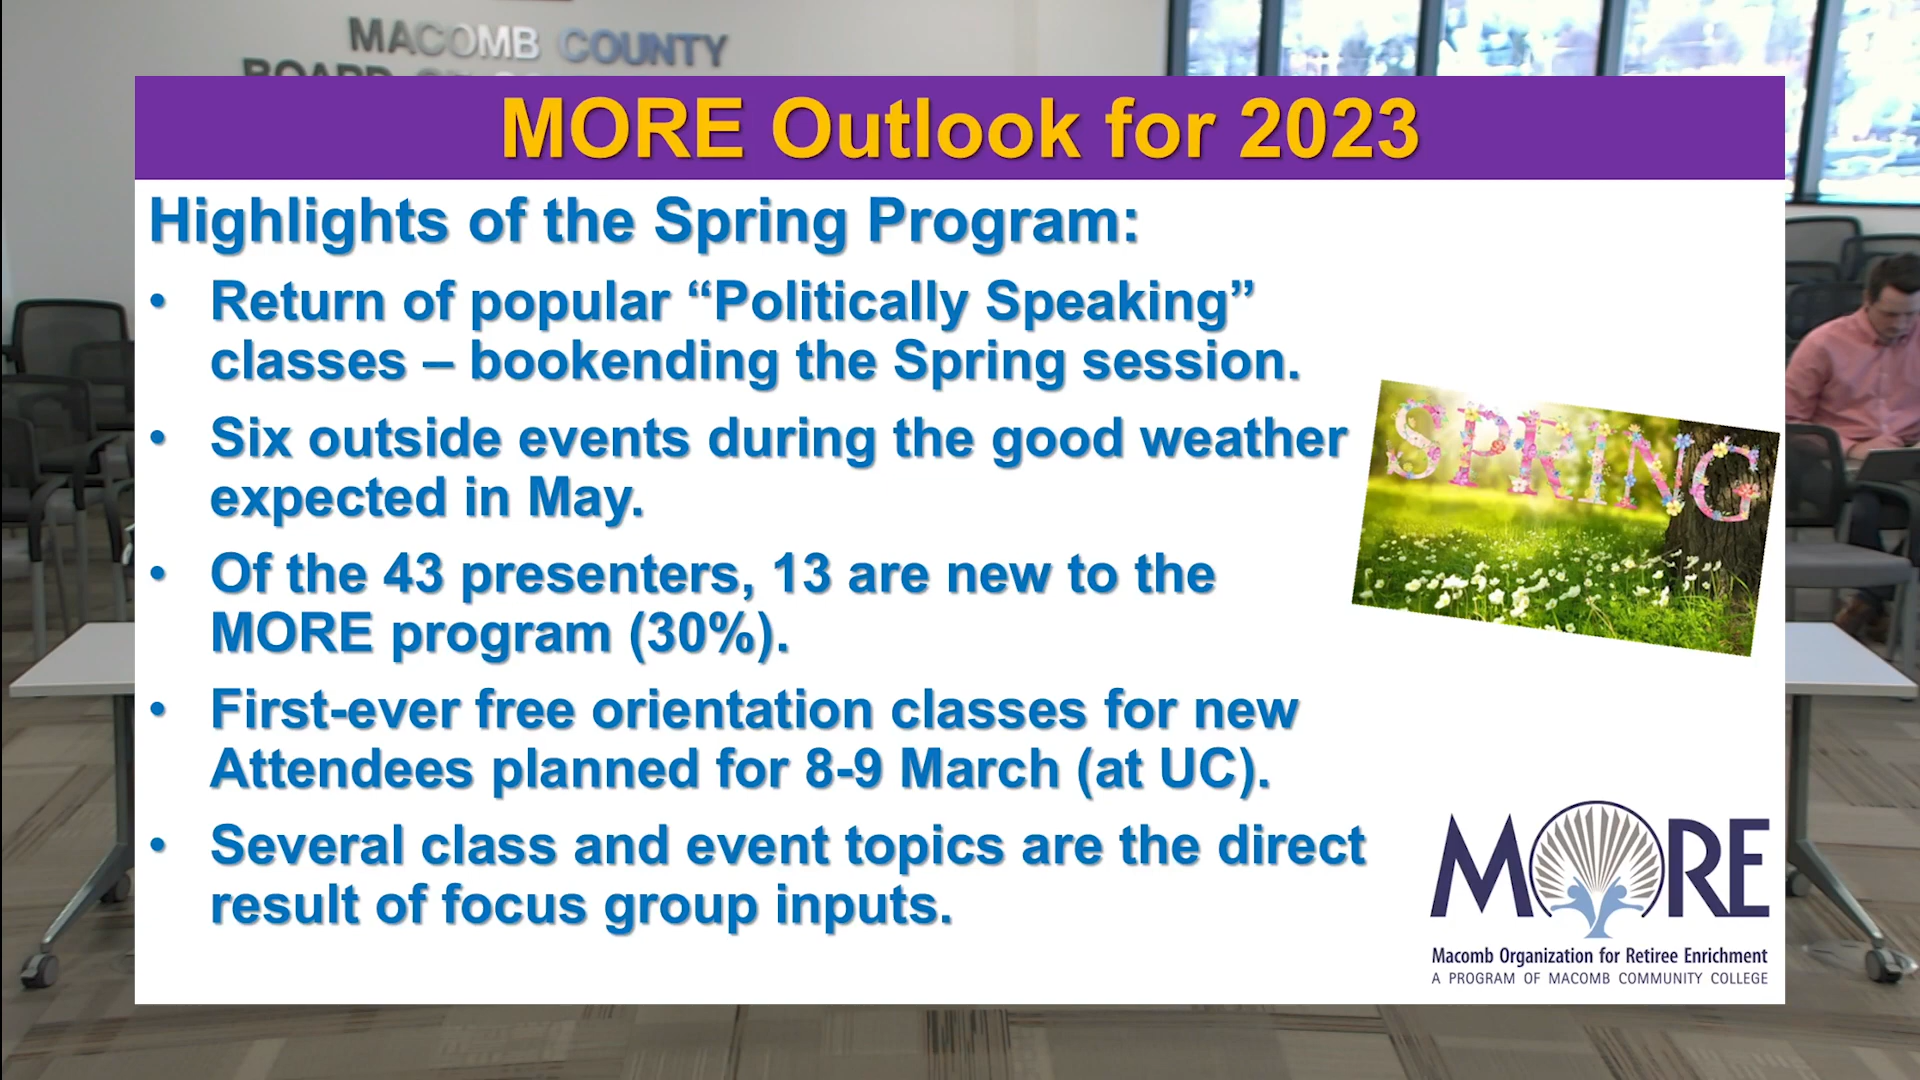 MACOMB COUNTY
BOARD OF
MORE Outlook for 2023
Highlights of the Spring Program:
• Return of popular “Politically Speaking”
classes – bookending the Spring session.
• Six outside events during the good weather
expected in May.
SPRING
• Of the 43 presenters, 13 are new to the
MORE program (30%).
• First-ever free orientation classes for new
Attendees planned for 8-9 March (at UC).
• Several class and event topics are the direct
result of focus group inputs.
MORE
Macomb Organization for Retiree Enrichment
A PROGRAM OF MACOMB COMMUNITY COLLEGE